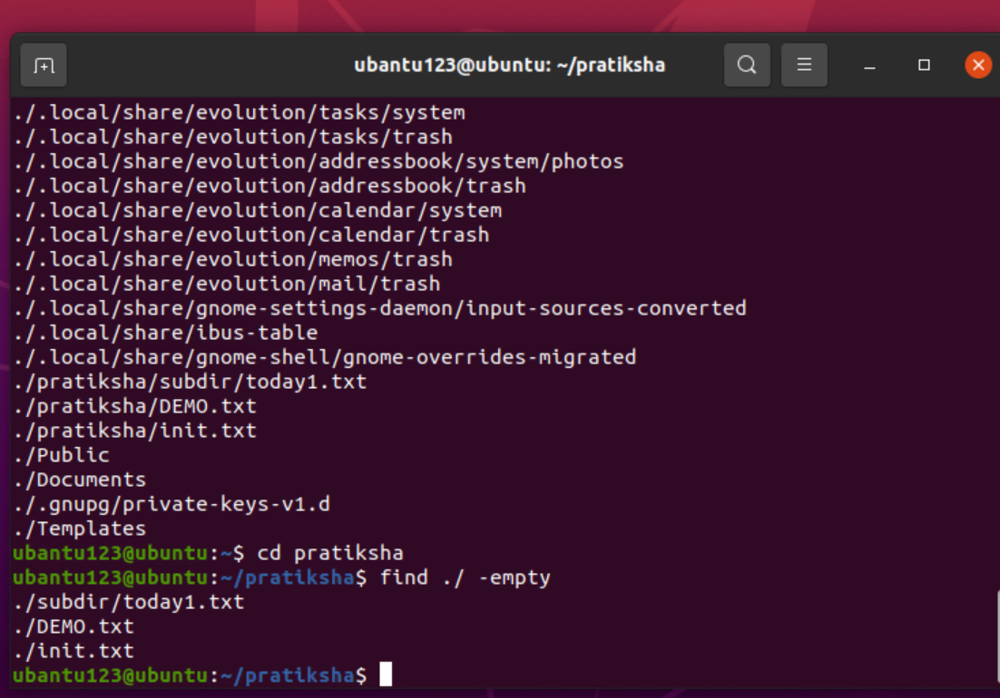 ubantu123@ubuntu: ~/pratiksha
./.local/share/evolution/tasks/system
./.local/share/evolution/tasks/trash
./.local/share/evolution/addressbook/system/photos
./.local/share/evolution/addressbook/trash
./.local/share/evolution/calendar/system
./.local/share/evolution/calendar/trash
./.local/share/evolution/memos/trash
./.local/share/evolution/mail/trash
./.local/share/gnome-settings-daemon/input-sources-converted
./.local/share/ibus-table
./.local/share/gnome-shell/gnome-overrides-migrated
./pratiksha/subdir/today1.txt
./pratiksha/DEMO.txt
./pratiksha/init.txt
./Public
./Documents
./.gnupg/private-keys-v1.d
./Templates
ubantu123@ubuntu:~$ cd pratiksha
ubantu123@ubuntu:~/pratiksha$ find ./ -empty
./subdir/today1.txt
./DEMO.txt
./init.txt
ubantu123@ubuntu:~/pratiksha$